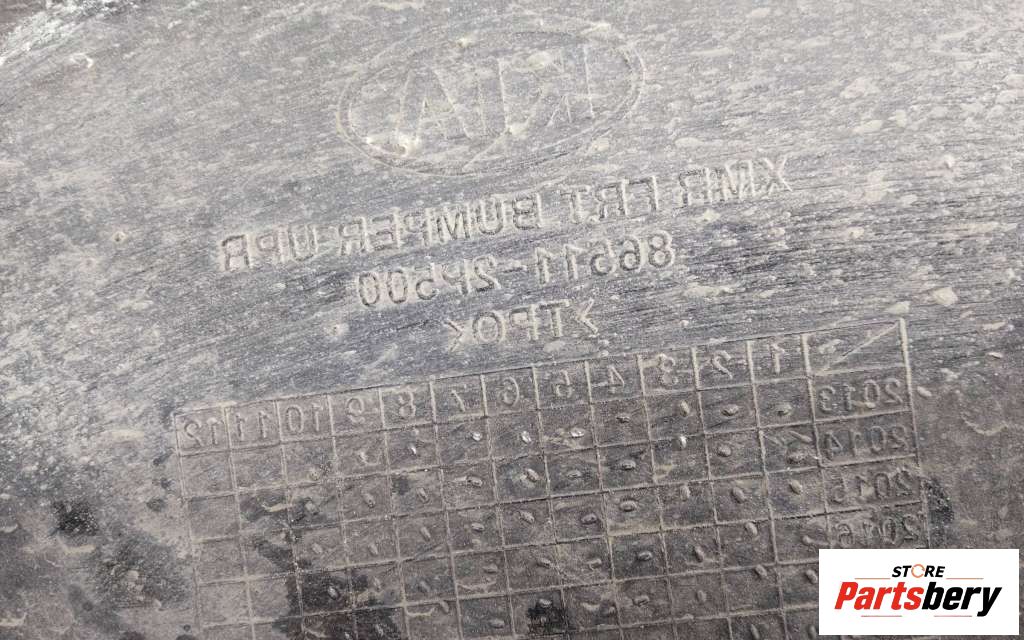 KIA
XMR FRT BUMPER UPR
86511-2P500
>TPO<
1 2 3 4 5 6 7 8 9 10 11 12
2013
2014
2015
2016
STORE
Partsbery